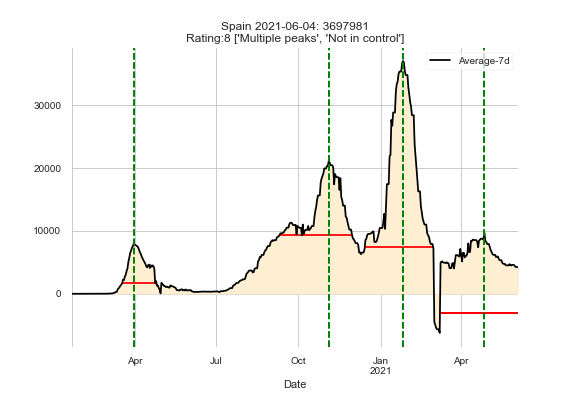 Spain 2021-06-04: 3697981
Rating:8 ['Multiple peaks', 'Not in control']
Average-7d
30000
20000
10000
0
Apr
Jul
Oct
Jan
2021
Apr
Date